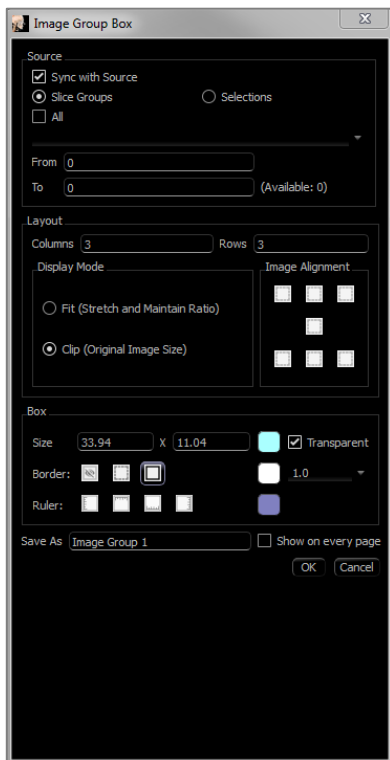 Image Group Box
Source
Sync with Source
Slice Groups Selections
All
From 0
To 0 (Available: 0)
Layout
Columns 3 Rows 3
Display Mode Image Alignment
Fit (Stretch and Maintain Ratio)
Clip (Original Image Size)
Box
Size 33.94 X 11.04 Transparent
Border: 1.0
Ruler:
Save As Image Group 1 Show on every page
OK Cancel